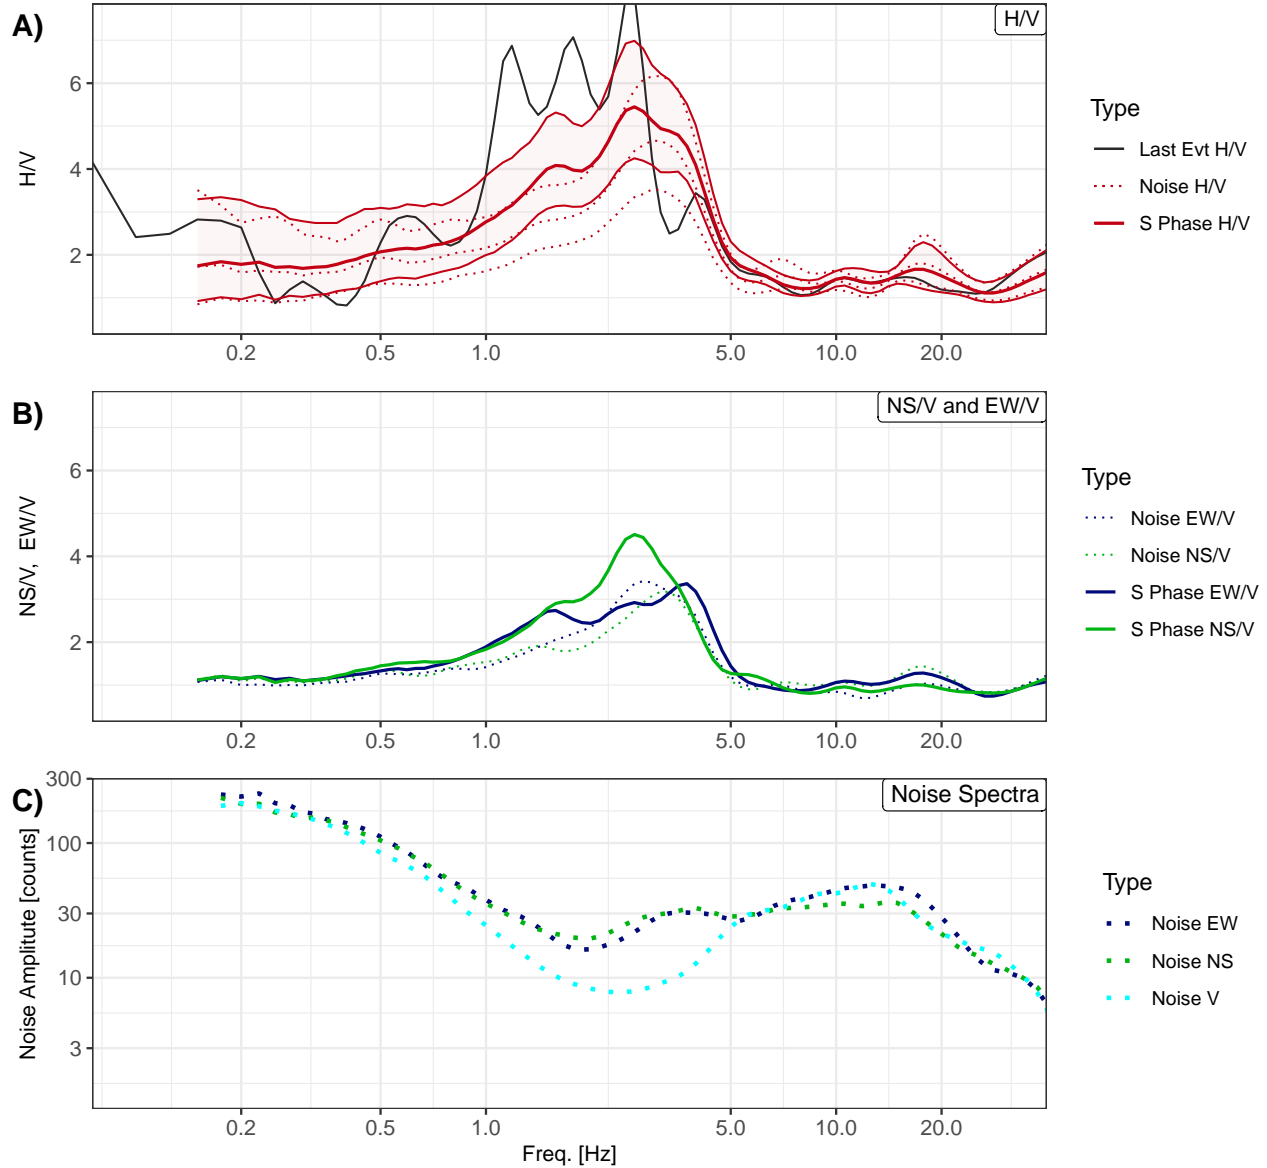 A)
H/V
6
4
2
H/V
0.2 0.5 1.0 5.0 10.0 20.0
Type
Last Evt H/V
Noise H/V
S Phase H/V
B)
NS/V and EW/V
6
4
2
NS/V, EW/V
0.2 0.5 1.0 5.0 10.0 20.0
Type
Noise EW/V
Noise NS/V
S Phase EW/V
S Phase NS/V
C)
Noise Spectra
300
100
30
10
3
Noise Amplitude [counts]
0.2 0.5 1.0 5.0 10.0 20.0
Freq. [Hz]
Type
Noise EW
Noise NS
Noise V